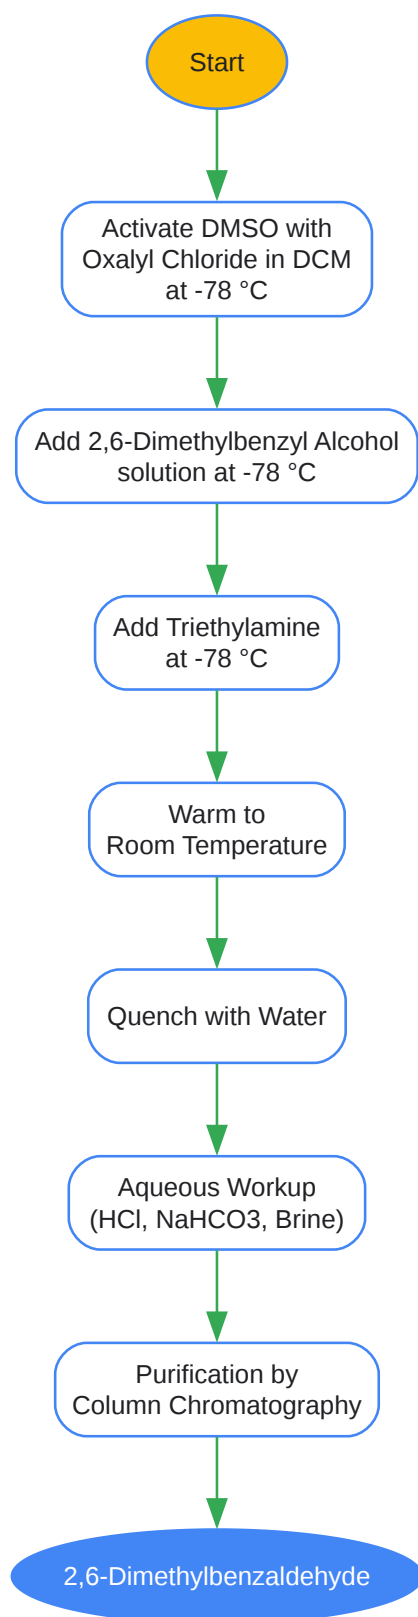 Start
Activate DMSO with
Oxalyl Chloride in DCM
at -78 °C
Add 2,6-Dimethylbenzyl Alcohol
solution at -78 °C
Add Triethylamine
at -78 °C
Warm to
Room Temperature
Quench with Water
Aqueous Workup
(HCl, NaHCO3, Brine)
Purification by
Column Chromatography
2,6-Dimethylbenzaldehyde